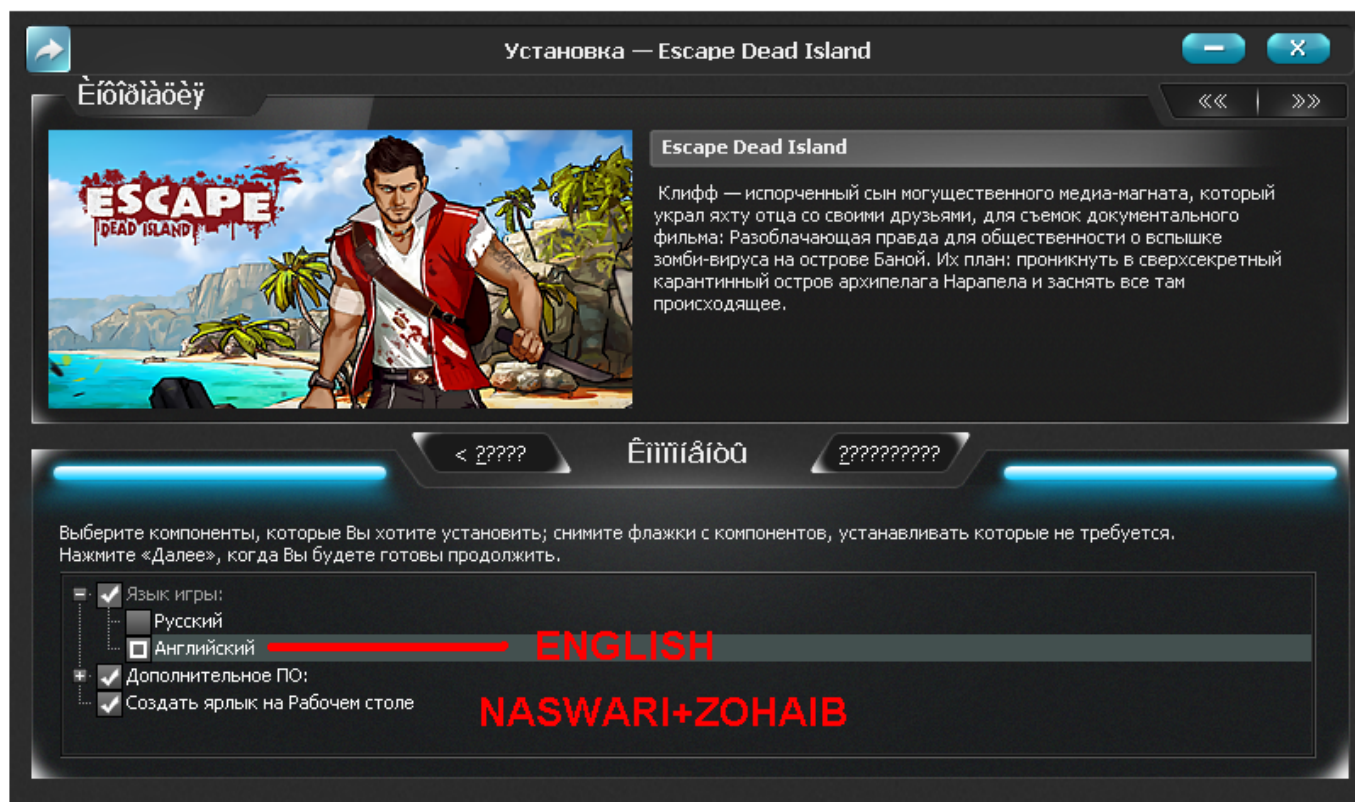 Установка — Escape Dead Island
Èíôîðìàöèÿ
««
»»
ESCAPE
DEAD ISLAND
Escape Dead Island
Клифф — испорченный сын могущественного медиа-магната, который
украл яхту отца со своими друзьями, для съемок документального
фильма: Разоблачающая правда для общественности о вспышке
зомби-вируса на острове Баной. Их план: проникнуть в сверхсекретный
карантинный остров архипелага Нарапела и заснять все там
происходящее.
< ?????
Êîìïîíåíòû
??????????
Выберите компоненты, которые Вы хотите установить; снимите флажки с компонентов, устанавливать которые не требуется.
Нажмите «Далее», когда Вы будете готовы продолжить.
Язык игры:
Русский
Английский ENGLISH
Дополнительное ПО:
Создать ярлык на Рабочем столе
NASWARI+ZOHAIB